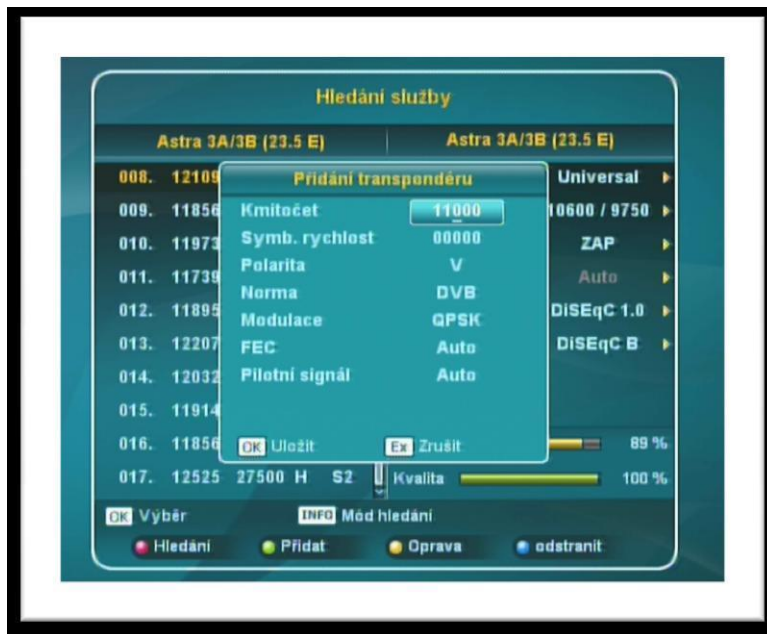 Hledání služby
Astra 3A/3B (23.5 E) Astra 3A/3B (23.5 E)
008. 12109 Universal
009. 11856 10600 / 9750
010. 11973 ZAP
011. 11739 Auto
012. 11895 DiSEqC 1.0
013. 12207 DiSEqC B
014. 12032
015. 11914
016. 11856 89 %
017. 12525 27500 H S2 Kvalita 100 %
Přidání transpondéru
Kmitočet 11000
Symb. rychlost 00000
Polarita V
Norma DVB
Modulace QPSK
FEC Auto
Pilotní signál Auto
OK Uložit Ex Zrušit
OK Výběr INFO Mód hledání
Hledání Přidat Oprava odstranit